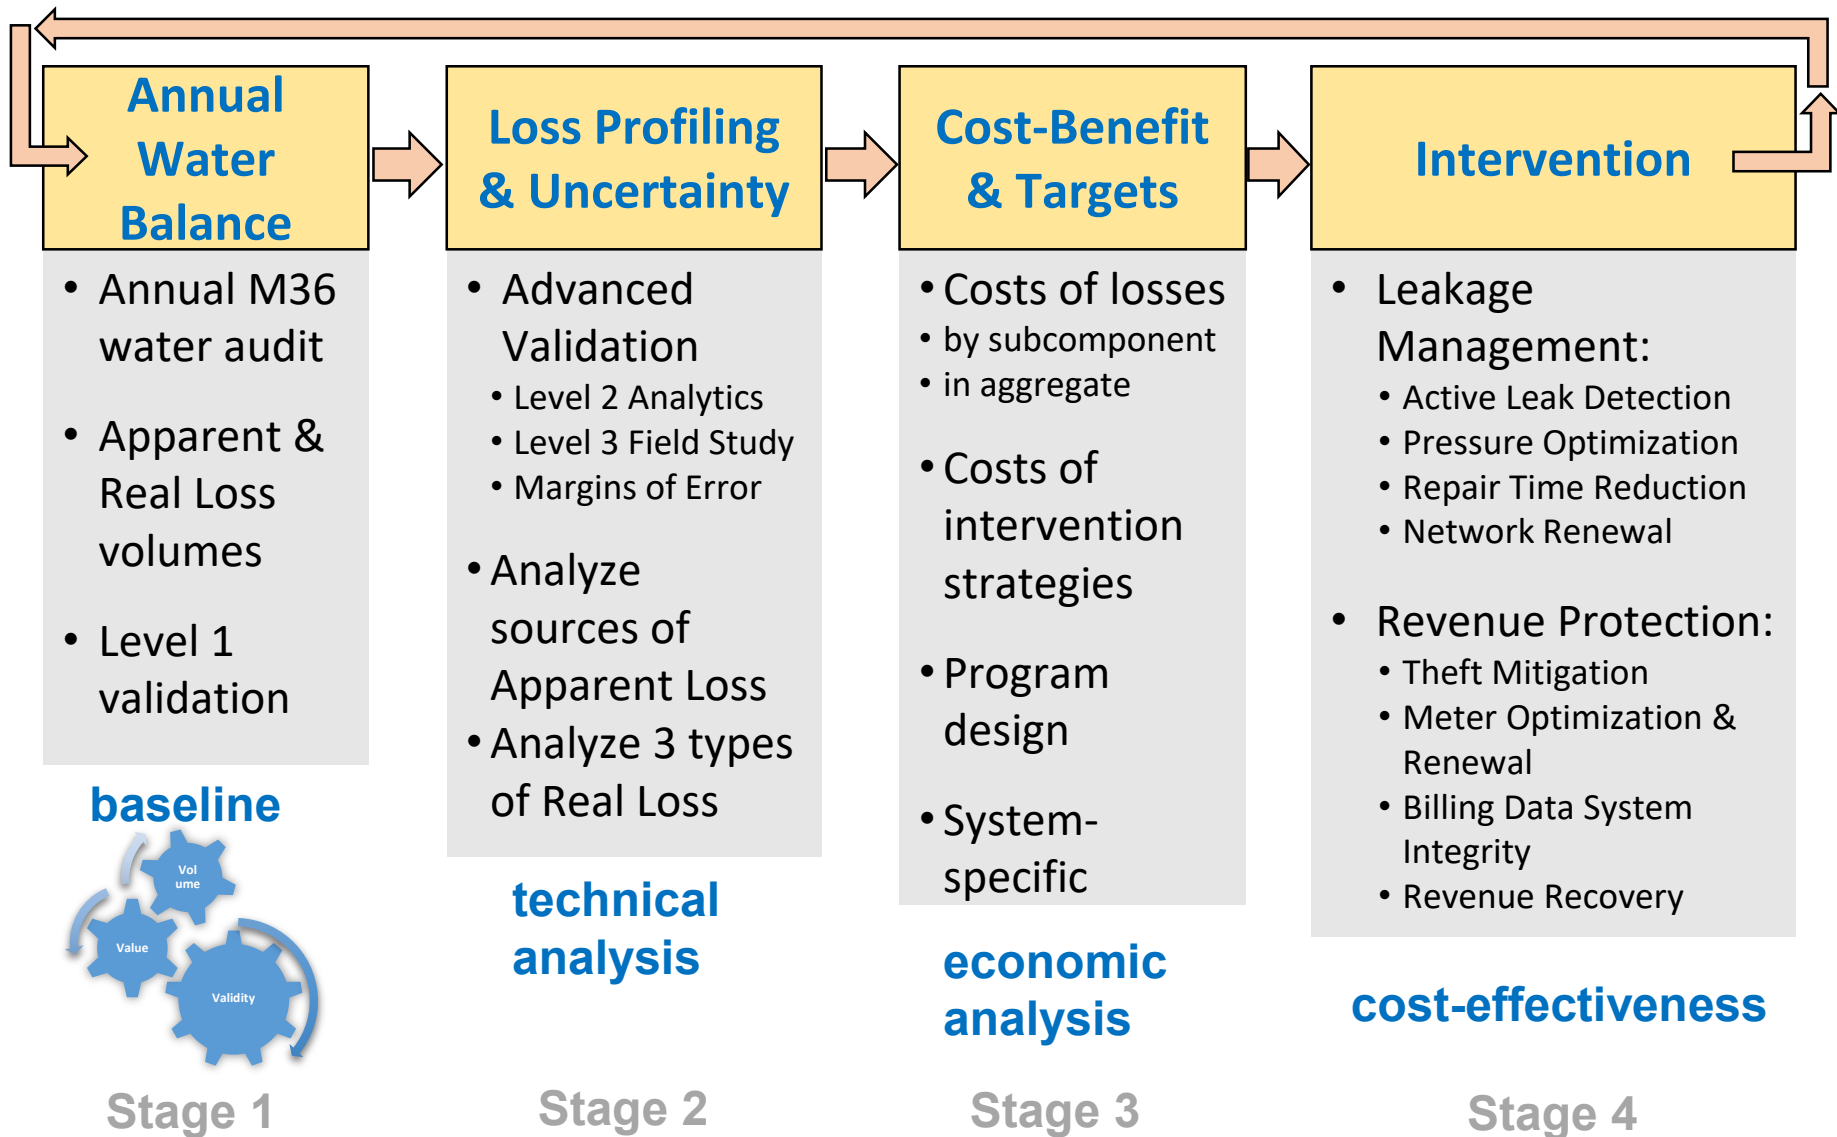 Annual
Water
Balance
• Annual M36
water audit
• Apparent &
Real Loss
volumes
• Level 1
validation
baseline
Vol
ume
Value
Validity
Stage 1
Loss Profiling
& Uncertainty
• Advanced
Validation
• Level 2 Analytics
• Level 3 Field Study
• Margins of Error
• Analyze
sources of
Apparent Loss
• Analyze 3 types
of Real Loss
technical
analysis
Stage 2
Cost-Benefit
& Targets
• Costs of losses
• by subcomponent
• in aggregate
• Costs of
intervention
strategies
• Program
design
• System-
specific
economic
analysis
Stage 3
Intervention
• Leakage
Management:
• Active Leak Detection
• Pressure Optimization
• Repair Time Reduction
• Network Renewal
• Revenue Protection:
• Theft Mitigation
• Meter Optimization &
Renewal
• Billing Data System
Integrity
• Revenue Recovery
cost-effectiveness
Stage 4